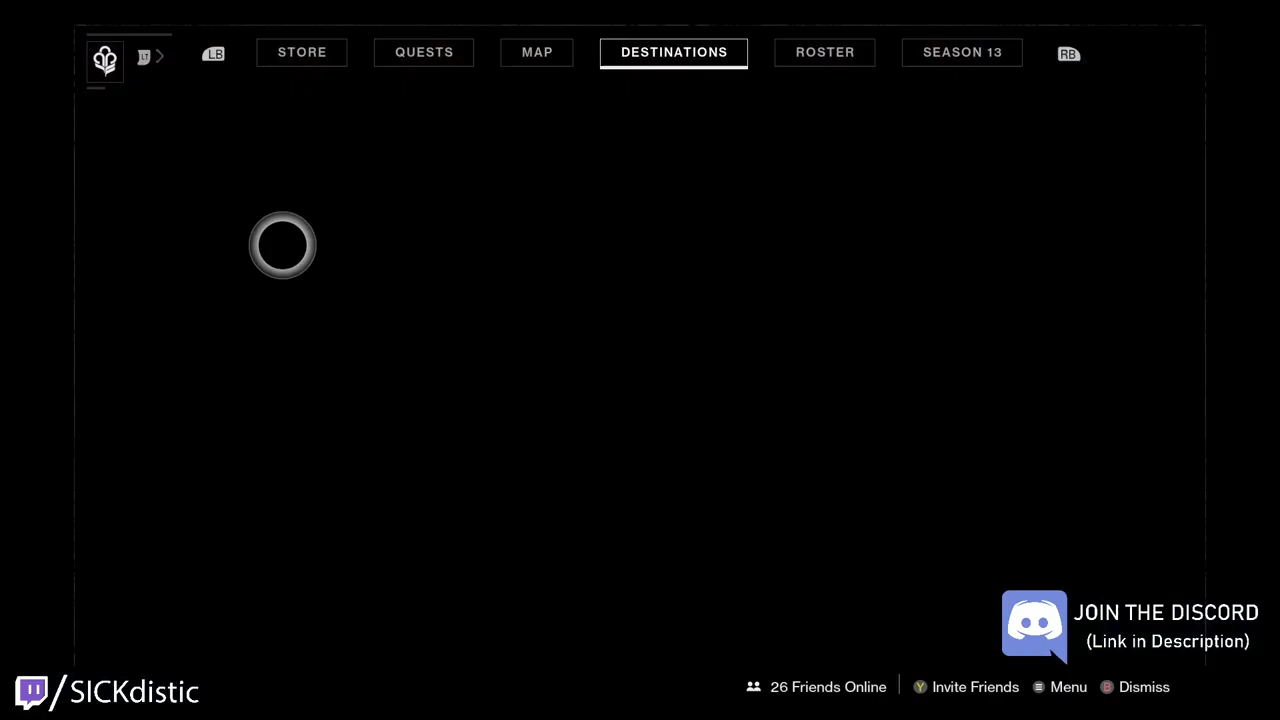 LT
LB
STORE
QUESTS
MAP
DESTINATIONS
ROSTER
SEASON 13
RB
JOIN THE DISCORD
(Link in Description)
/SICKdistic
26 Friends Online
Y Invite Friends
Menu
B Dismiss